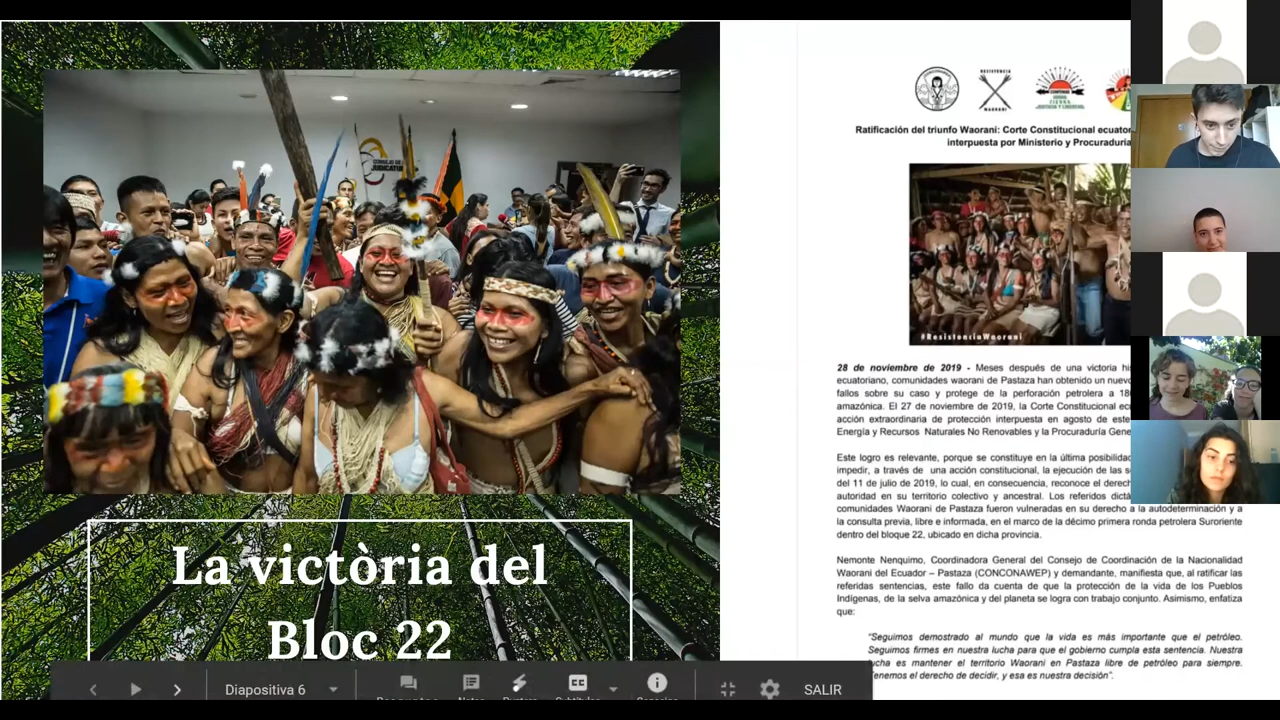 CONSEJO DE LA
JUDICATURA
La victòria del
Bloc 22
RESISTENCIA
WAORANI
Ratificación del triunfo Waorani: Corte Constitucional
interpuesta por Ministerio y Procuraduría
#ResistenciaWaorani
28 de noviembre de 2019 - Meses después de una victoria
ecuatoriano, comunidades waorani de Pastaza han obtenido un
fallos sobre su caso y protege de la perforación petrolera a
amazónica. El 27 de noviembre de 2019, la Corte Constitucional
acción extraordinaria de protección interpuesta en agosto de
Energía y Recursos Naturales No Renovables y la Procuraduría
Este logro es relevante, porque se constituye en la última
impedir, a través de una acción constitucional, la ejecución de las
del 11 de julio de 2019, lo cual, en consecuencia, reconoce el
autoridad en su territorio colectivo y ancestral. Los referidos
comunidades Waorani de Pastaza fueron vulneradas en su derecho a la autodeterminación y a
la consulta previa, libre e informada, en el marco de la décimo primera ronda petrolera Suroriente
dentro del bloque 22, ubicado en dicha provincia.
Nemonte Nenquimo, Coordinadora General del Consejo de Coordinación de la Nacionalidad
Waorani del Ecuador – Pastaza (CONCONAWEP) y demandante, manifiesta que, al ratificar las
referidas sentencias, este fallo da cuenta de que la protección de la vida de los Pueblos
Indígenas, de la selva amazónica y del planeta se logra con trabajo conjunto. Asimismo, enfatiza
que:
"Seguimos demostrado al mundo que la vida es más importante que el petróleo.
Seguimos firmes en nuestra lucha para que el gobierno cumpla esta sentencia. Nuestra
lucha es mantener el territorio Waorani en Pastaza libre de petróleo para siempre.
Tenemos el derecho de decidir, y esa es nuestra decisión".
Diapositiva 6
SALIR